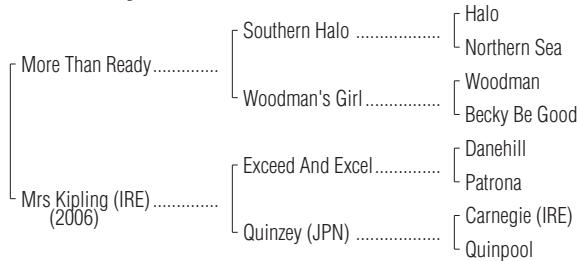 Halo
Southern Halo ..................
Northern Sea
More Than Ready..............
Woodman
Woodman's Girl................
Becky Be Good
Danehill
Exceed And Excel..............
Patrona
Mrs Kipling (IRE) ...............
(2006)
Carnegie (IRE)
Quinzey (JPN) ..................
Quinpool